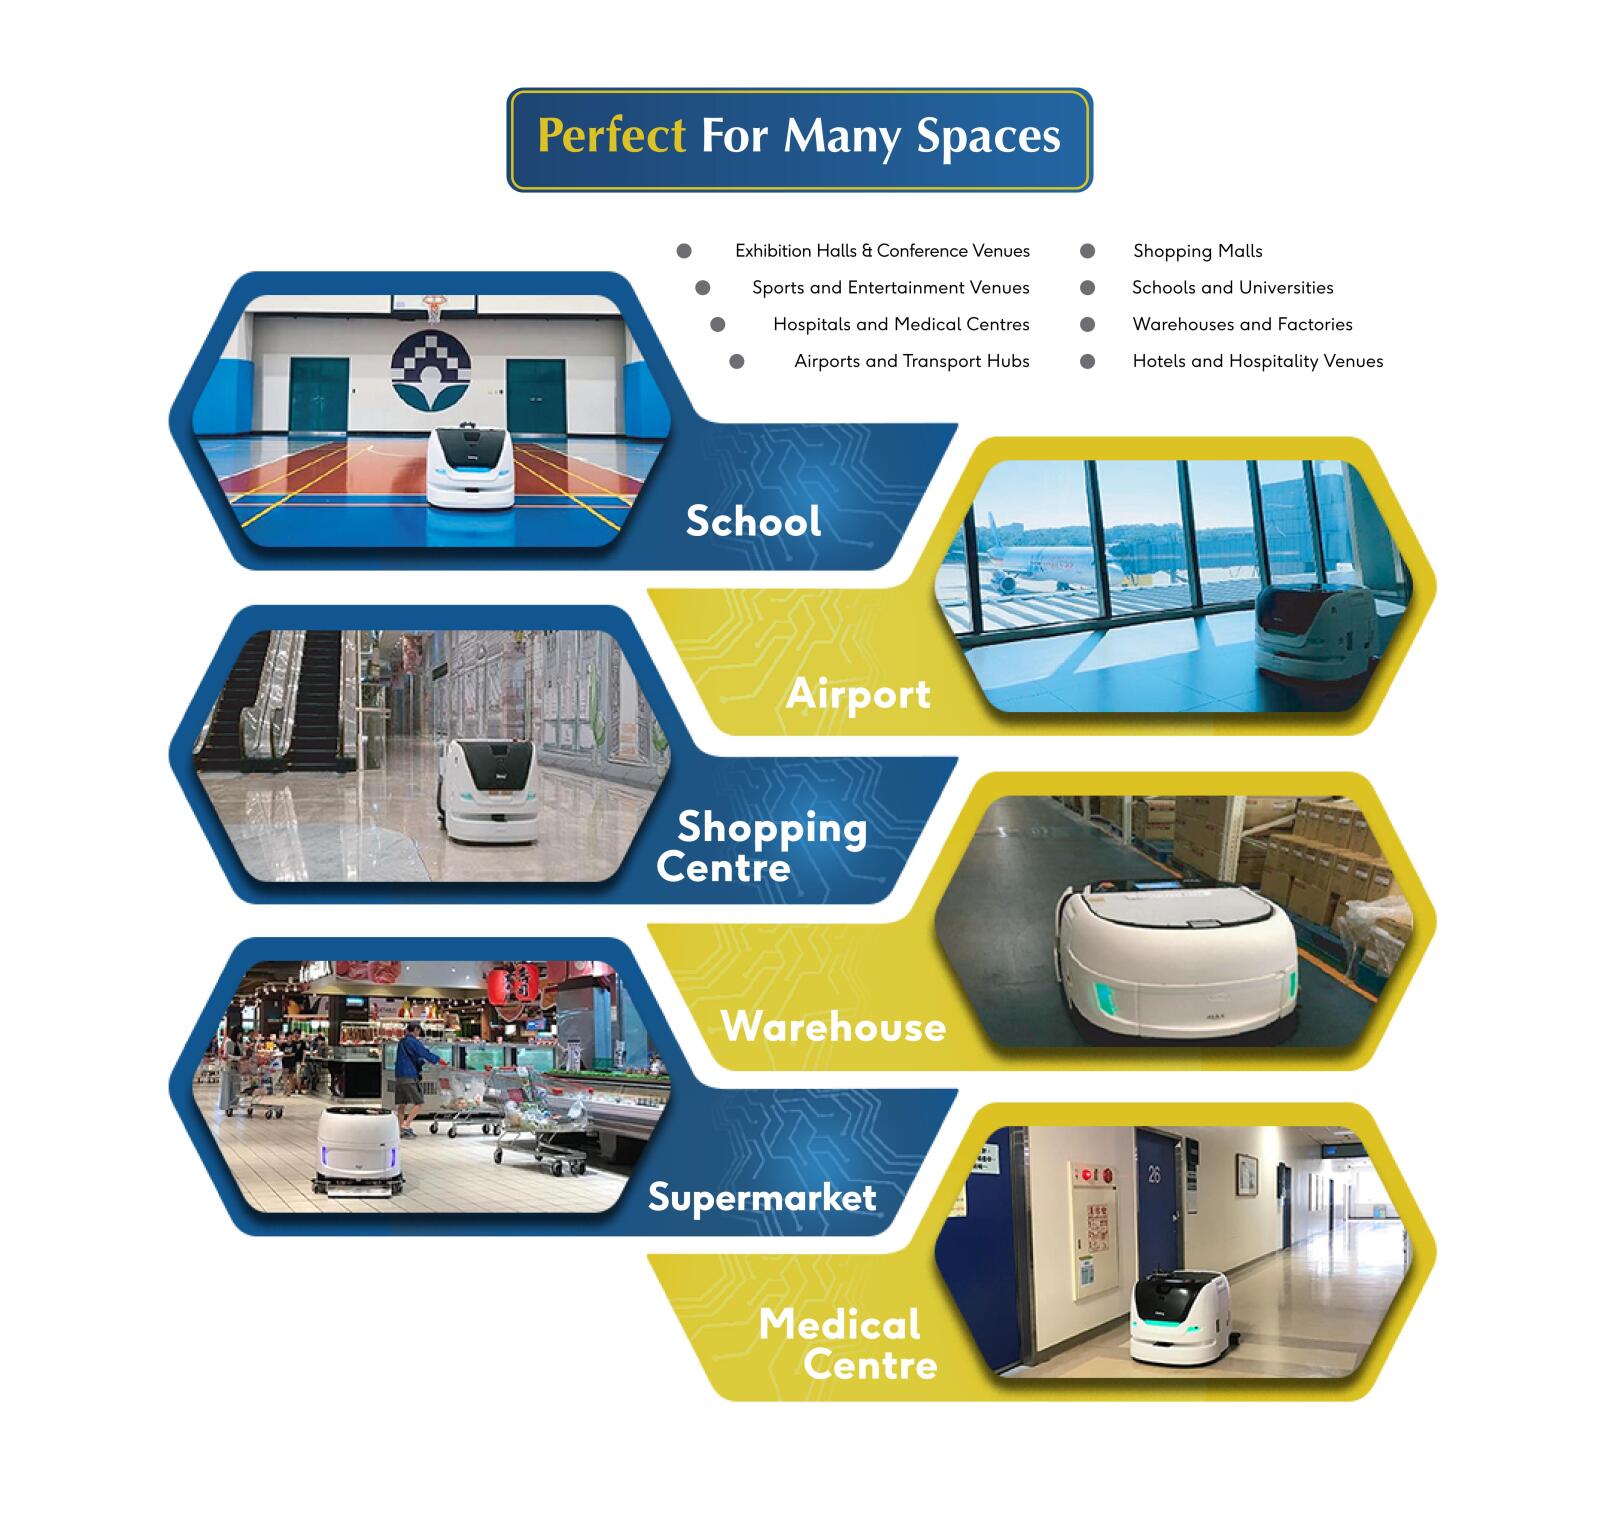 Perfect For Many Spaces
Exhibition Halls & Conference Venues
Sports and Entertainment Venues
Hospitals and Medical Centres
Airports and Transport Hubs
Shopping Malls
Schools and Universities
Warehouses and Factories
Hotels and Hospitality Venues
School
Airport
Shopping
Centre
Warehouse
Supermarket
26
Medical
Centre